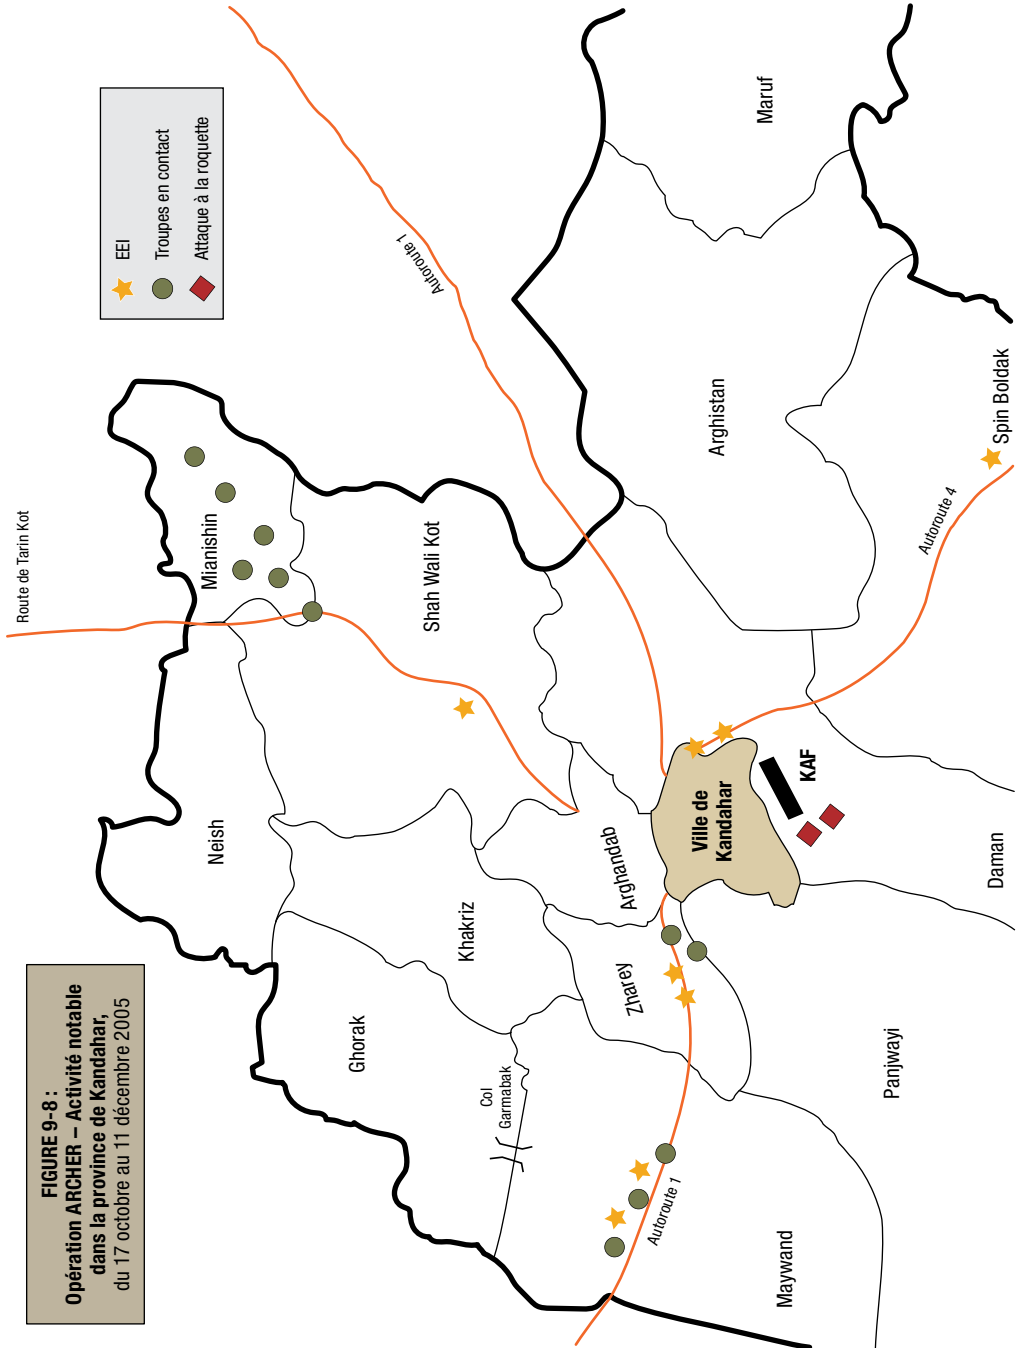 FIGURE 9-8 :
Opération ARCHER – Activité notable
dans la province de Kandahar,
du 17 octobre au 11 décembre 2005
EEI
Troupes en contact
Attaque à la roquette
Route de Tarin Kot
Autoroute 1
Maruf
Mianishin
Shah Wali Kot
Arghistan
Spin Boldak
Autoroute 4
Neish
Khakriz
Arghandab
Ville de
Kandahar
KAF
Daman
Ghorak
Col
Garmabak
Zharey
Panjwayi
Autoroute 1
Maywand